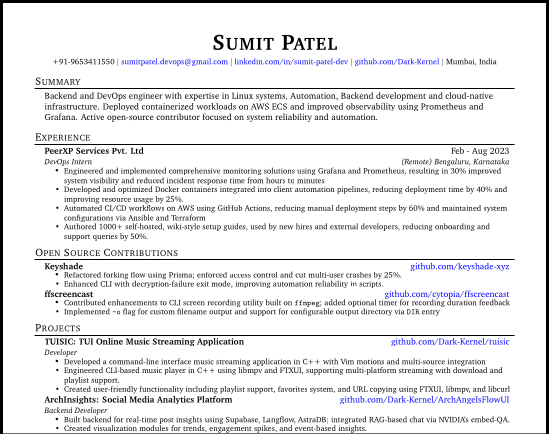 SUMIT PATEL
+91-9653411550 | sumitpatel.devops@gmail.com | linkedin.com/in/sumit-patel-dev | github.com/Dark-Kernel | Mumbai, India
SUMMARY
Backend and DevOps engineer with expertise in Linux systems, Automation, Backend development and cloud-native
infrastructure. Deployed containerized workloads on AWS ECS and improved observability using Prometheus and
Grafana. Active open-source contributor focused on system reliability and automation.
EXPERIENCE
PeerXP Services Pvt. Ltd Feb - Aug 2023
DevOps Intern (Remote) Bengaluru, Karnataka
• Engineered and implemented comprehensive monitoring solutions using Grafana and Prometheus, resulting in 30% improved
system visibility and reduced incident response time from hours to minutes
• Developed and optimized Docker containers integrated into client automation pipelines, reducing deployment time by 40% and
improving resource usage by 25%.
• Automated CI/CD workflows on AWS using GitHub Actions, reducing manual deployment steps by 60% and maintained system
configurations via Ansible and Terraform
• Authored 1000+ self-hosted, wiki-style setup guides, used by new hires and external developers, reducing onboarding and
support queries by 50%.
OPEN SOURCE CONTRIBUTIONS
Keyshade github.com/keyshade-xyz
• Refactored forking flow using Prisma; enforced access control and cut multi-user crashes by 25%.
• Enhanced CLI with decryption-failure exit mode, improving automation reliability in scripts.
ffscreencast github.com/cytopia/ffscreencast
• Contributed enhancements to CLI screen recording utility built on ffmpeg; added optional timer for recording duration feedback
• Implemented -o flag for custom filename output and support for configurable output directory via DIR entry
PROJECTS
TUISIC: TUI Online Music Streaming Application github.com/Dark-Kernel/tuisic
Developer
• Developed a command-line interface music streaming application in C++ with Vim motions and multi-source integration
• Engineered CLI-based music player in C++ using libmpv and FTXUI, supporting multi-platform streaming with download and
playlist support.
• Created user-friendly functionality including playlist support, favorites system, and URL copying using FTXUI, libmpv, and libcurl
ArchInsights: Social Media Analytics Platform github.com/Dark-Kernel/ArchAngelsFlowUI
Backend Developer
• Built backend for real-time post insights using Supabase, Langflow, AstraDB; integrated RAG-based chat via NVIDIA's embed-QA.
• Created visualization modules for trends, engagement spikes, and event-based insights.